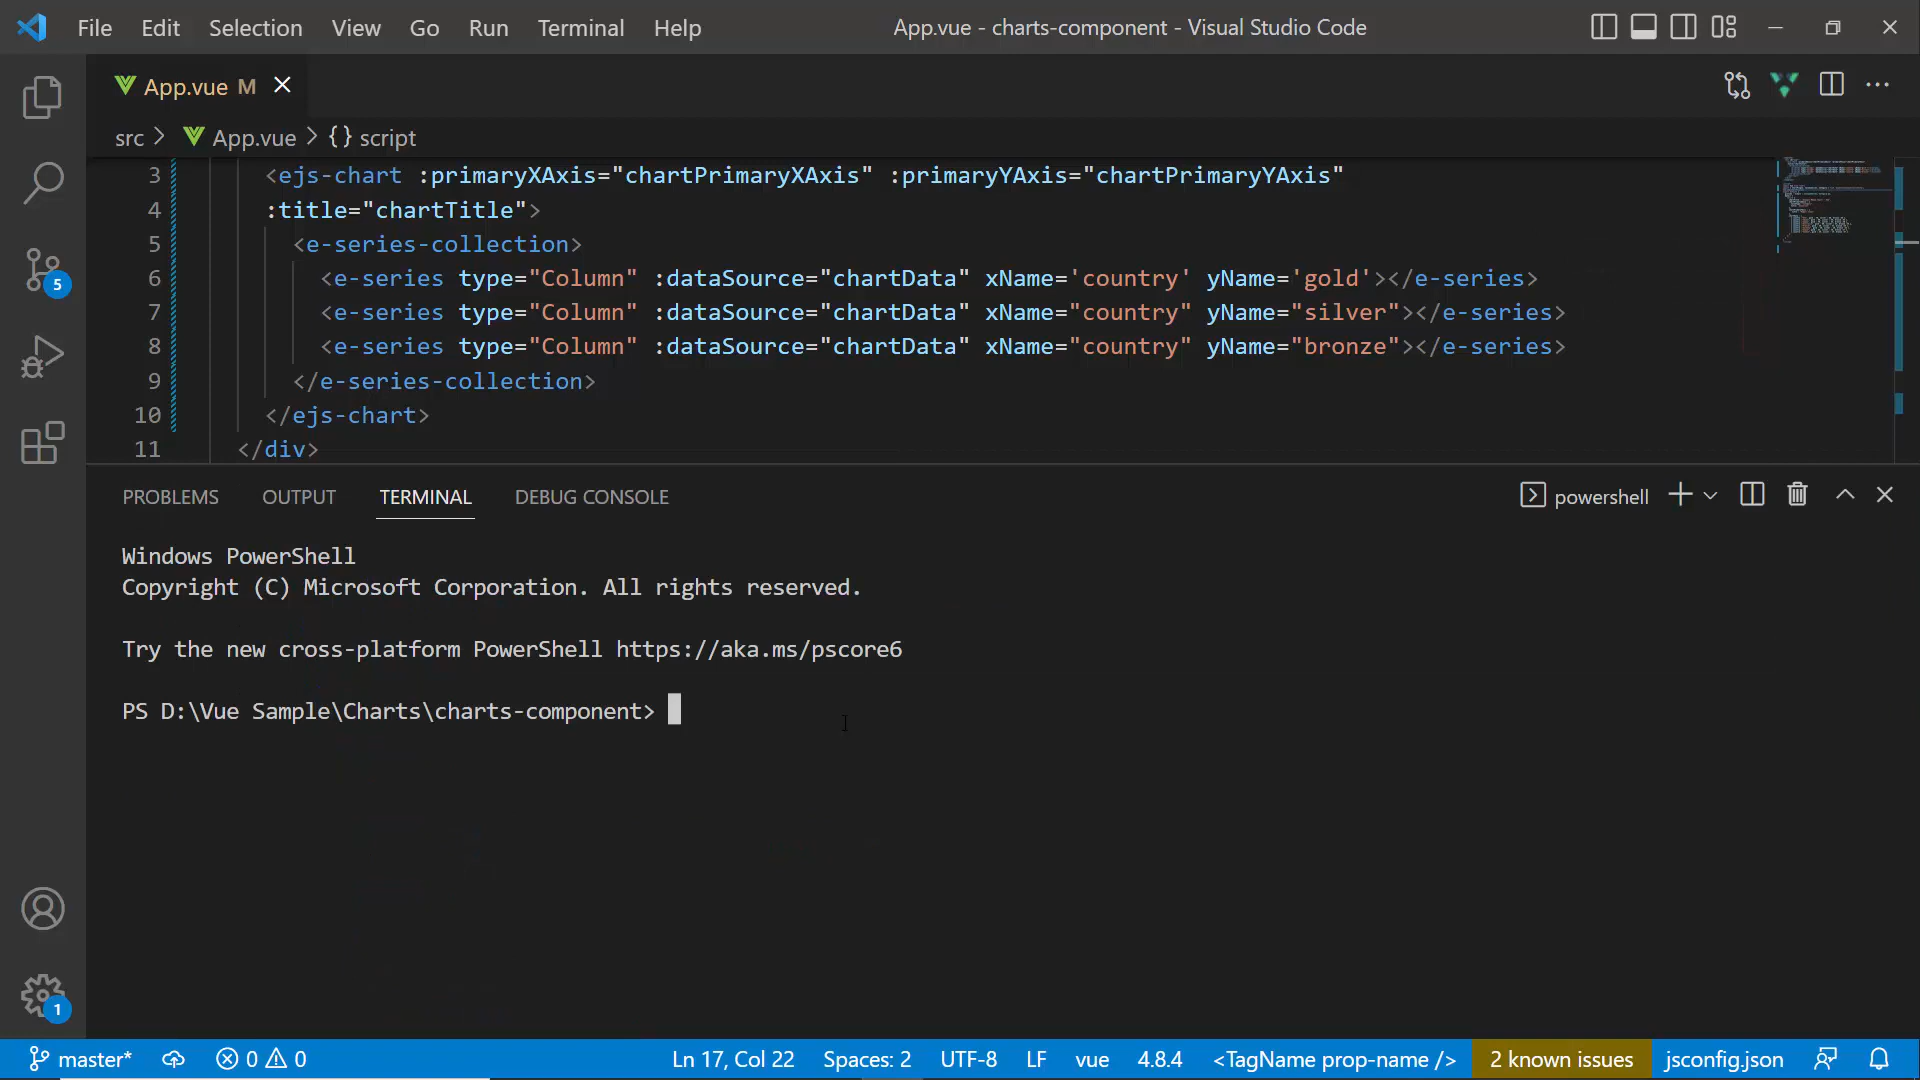 File Edit Selection View Go Run Terminal Help App.vue - charts-component - Visual Studio Code
App.vue M
src > App.vue > {} script
3 <ejs-chart :primaryXAxis="chartPrimaryXAxis" :primaryYAxis="chartPrimaryYAxis"
4 :title="chartTitle">
5 <e-series-collection>
6 <e-series type="Column" :dataSource="chartData" xName='country' yName='gold'></e-series>
7 <e-series type="Column" :dataSource="chartData" xName="country" yName="silver"></e-series>
8 <e-series type="Column" :dataSource="chartData" xName="country" yName="bronze"></e-series>
9 </e-series-collection>
10 </ejs-chart>
11 </div>
5
PROBLEMS OUTPUT TERMINAL DEBUG CONSOLE powershell
Windows PowerShell
Copyright (C) Microsoft Corporation. All rights reserved.
Try the new cross-platform PowerShell https://aka.ms/pscore6
PS D:\Vue Sample\Charts\charts-component>
1
master* 0 0 Ln 17, Col 22 Spaces: 2 UTF-8 LF vue 4.8.4 <TagName prop-name /> 2 known issues jsconfig.json